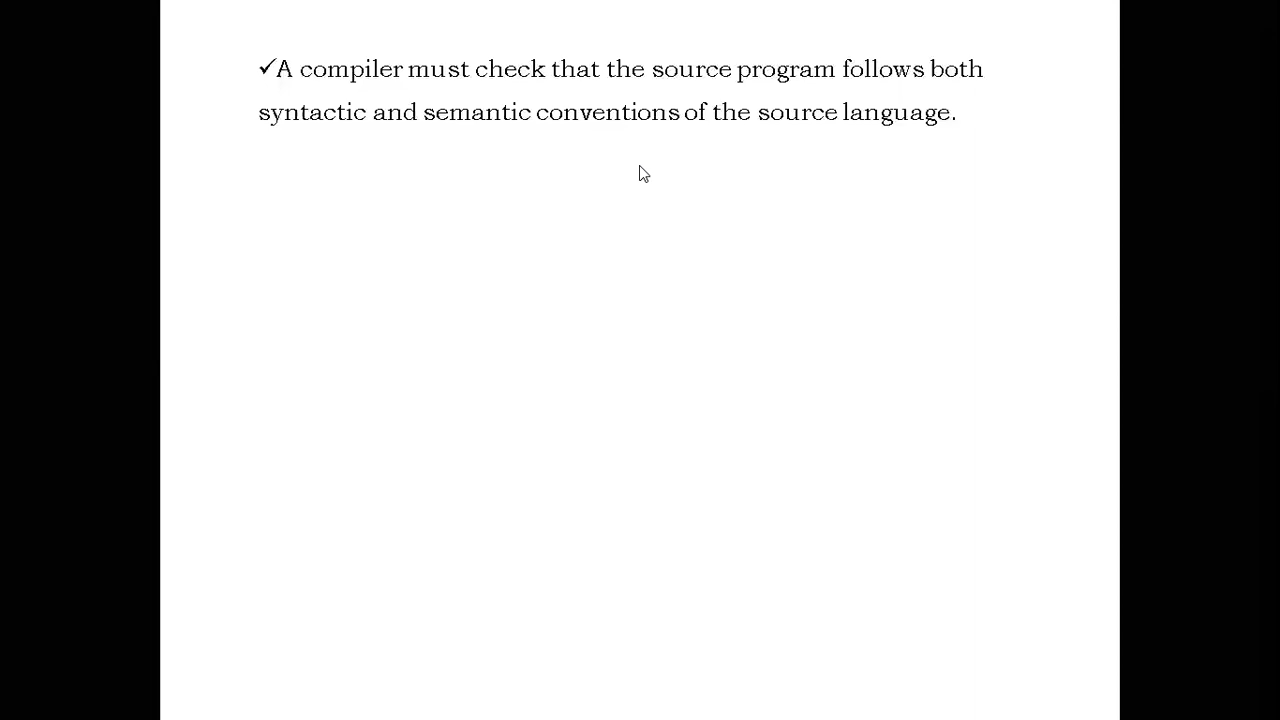 ✓A compiler must check that the source program follows both
syntactic and semantic conventions of the source language.